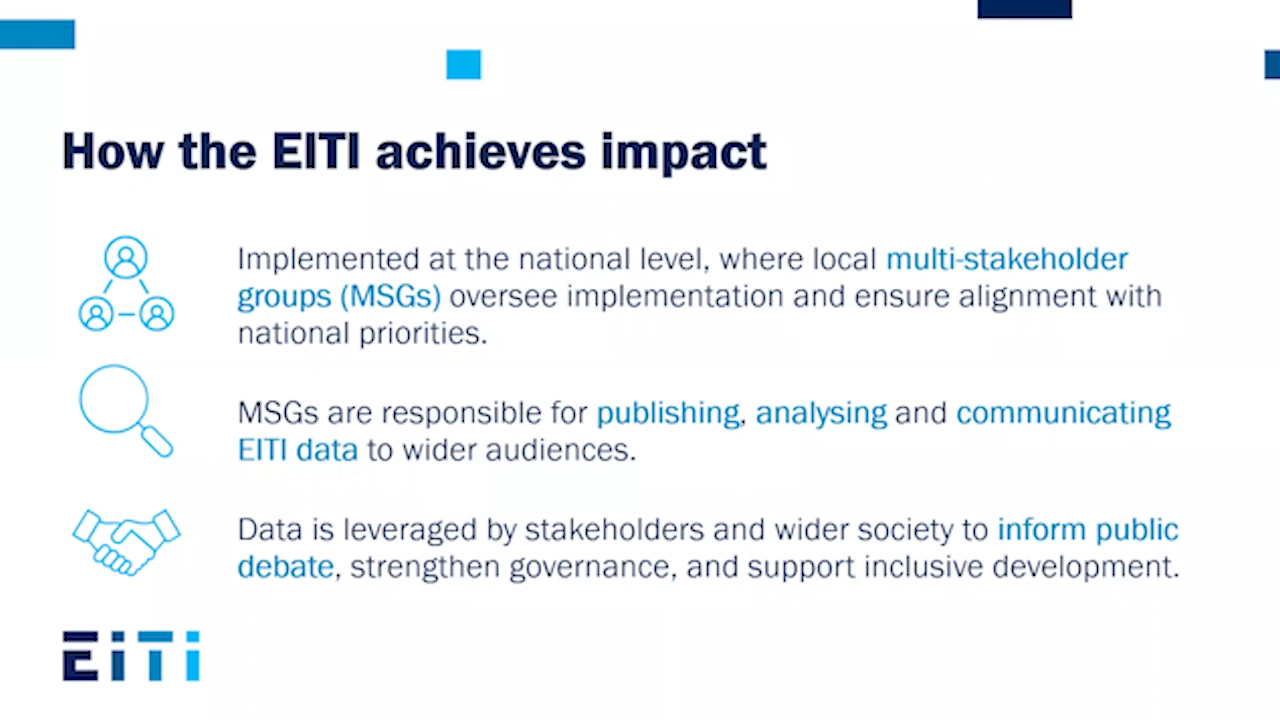 How the EITI achieves impact
Implemented at the national level, where local multi-stakeholder
groups (MSGs) oversee implementation and ensure alignment with
national priorities.
MSGs are responsible for publishing, analysing and communicating
EITI data to wider audiences.
Data is leveraged by stakeholders and wider society to inform public
debate, strengthen governance, and support inclusive development.
EITI